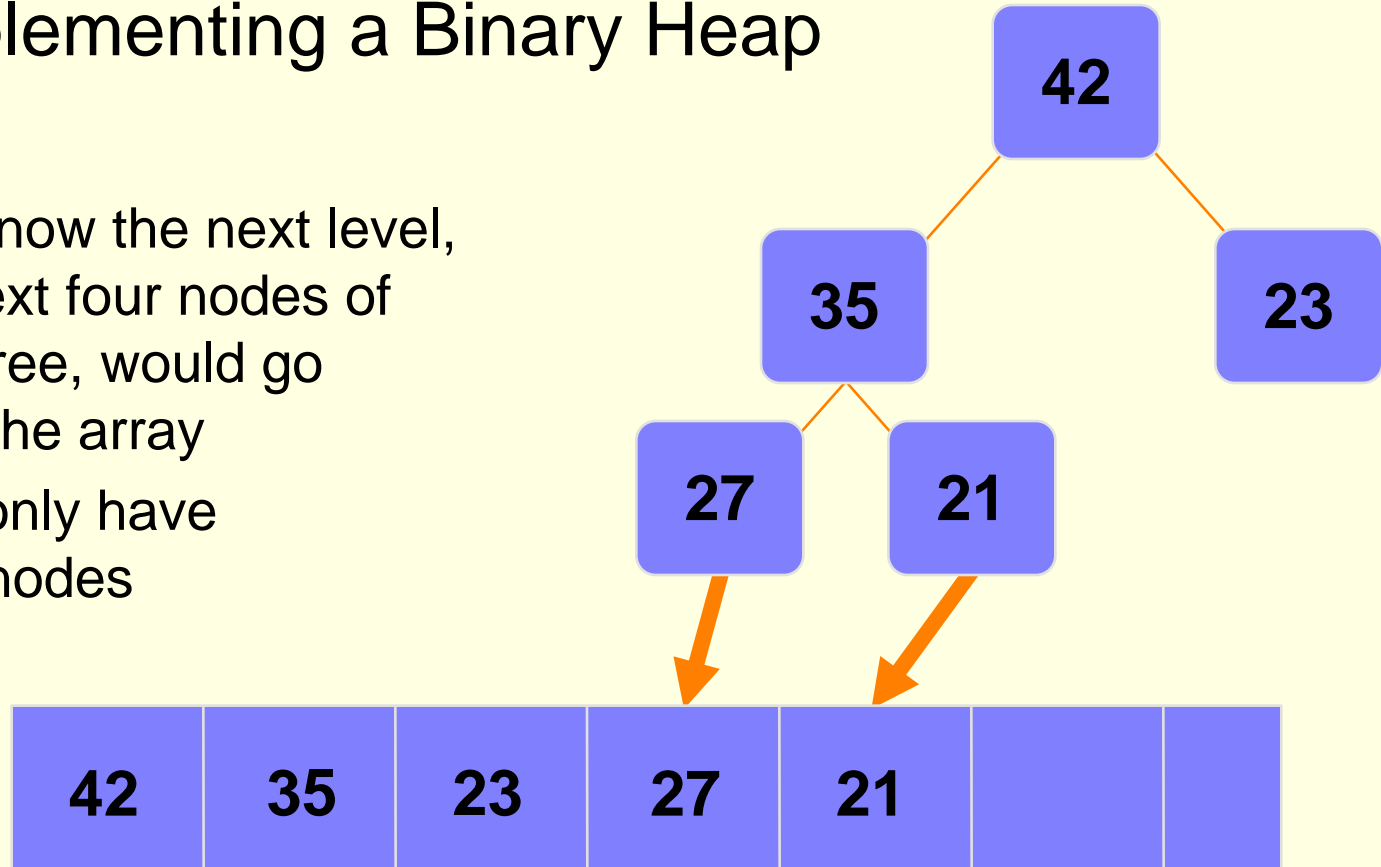 lementing a Binary Heap
42
now the next level,
ext four nodes of
ree, would go
he array
only have
nodes
35
23
27
21
42 35 23 27 21